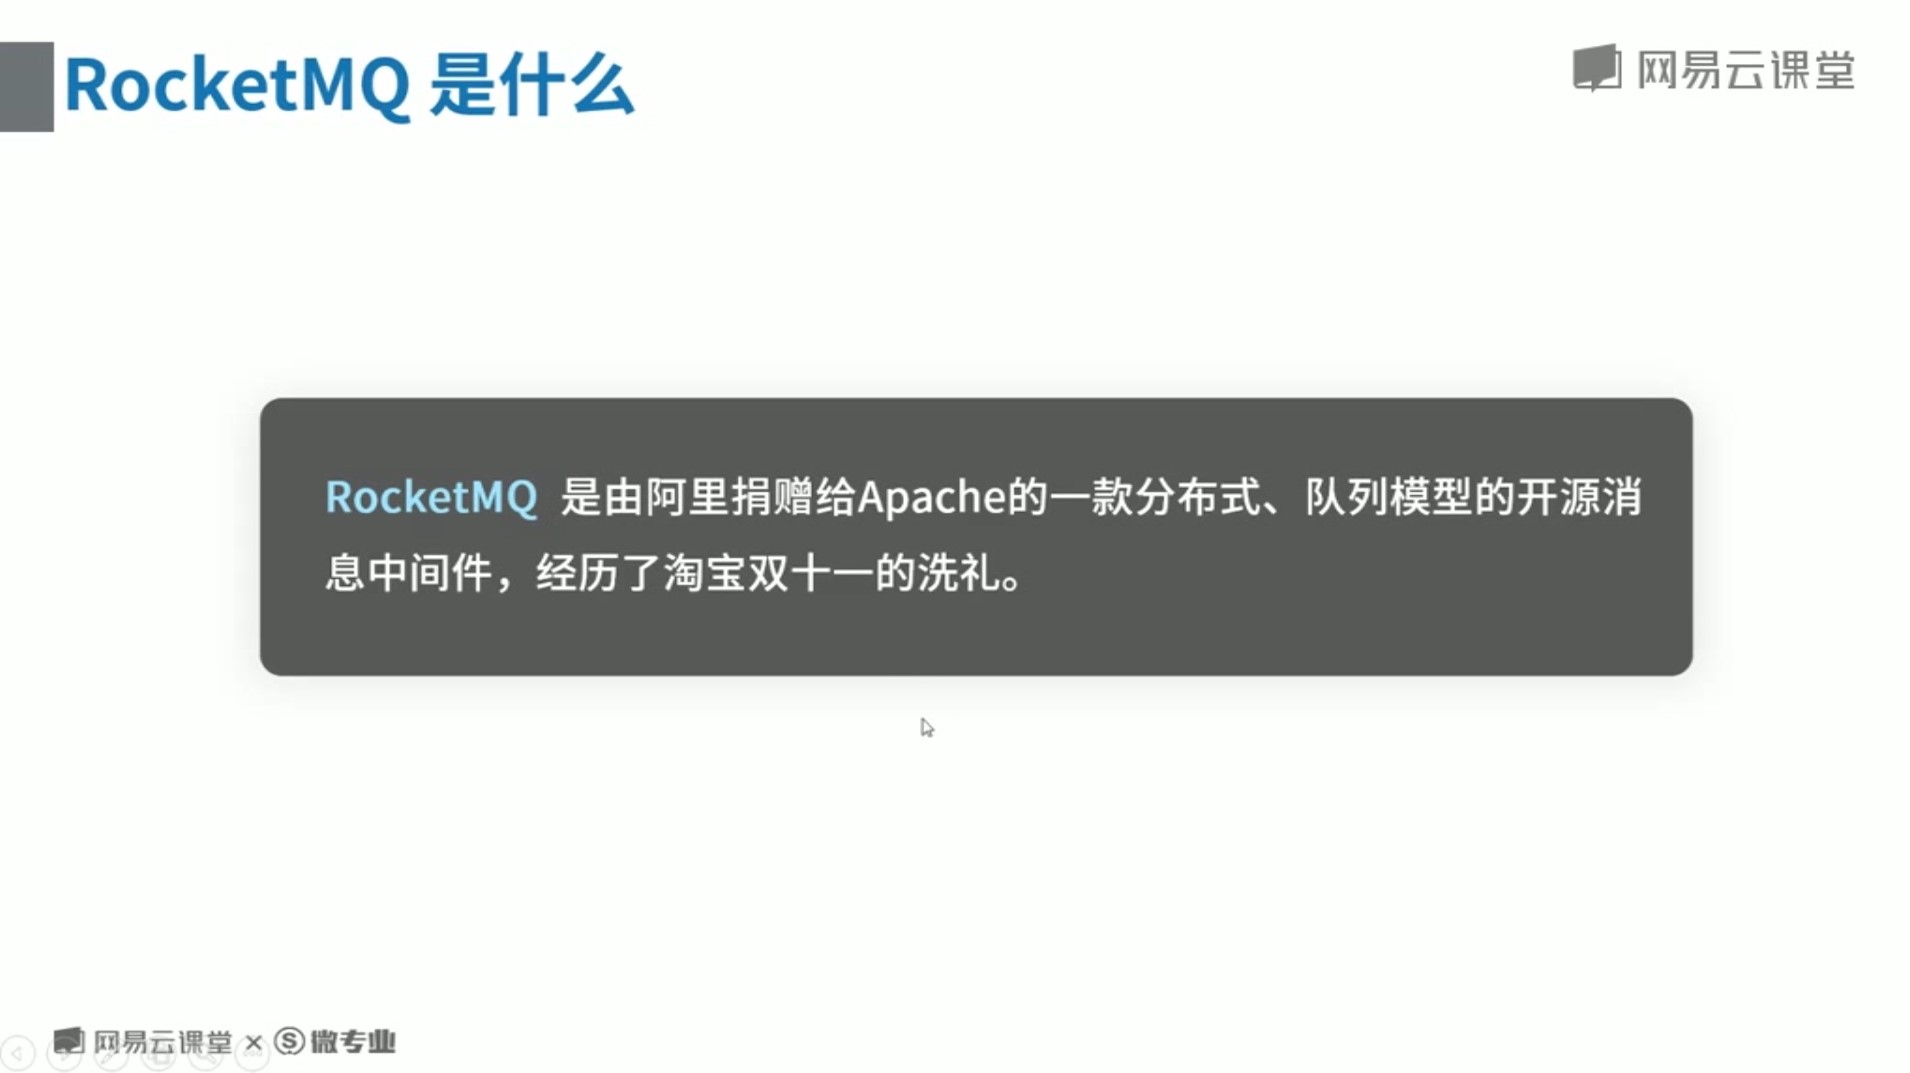 RocketMQ 是什么
网易云课堂
RocketMQ 是由阿里捐赠给Apache的一款分布式、队列模型的开源消
息中间件，经历了淘宝双十一的洗礼。
网易云课堂 × Ⓢ 微专业